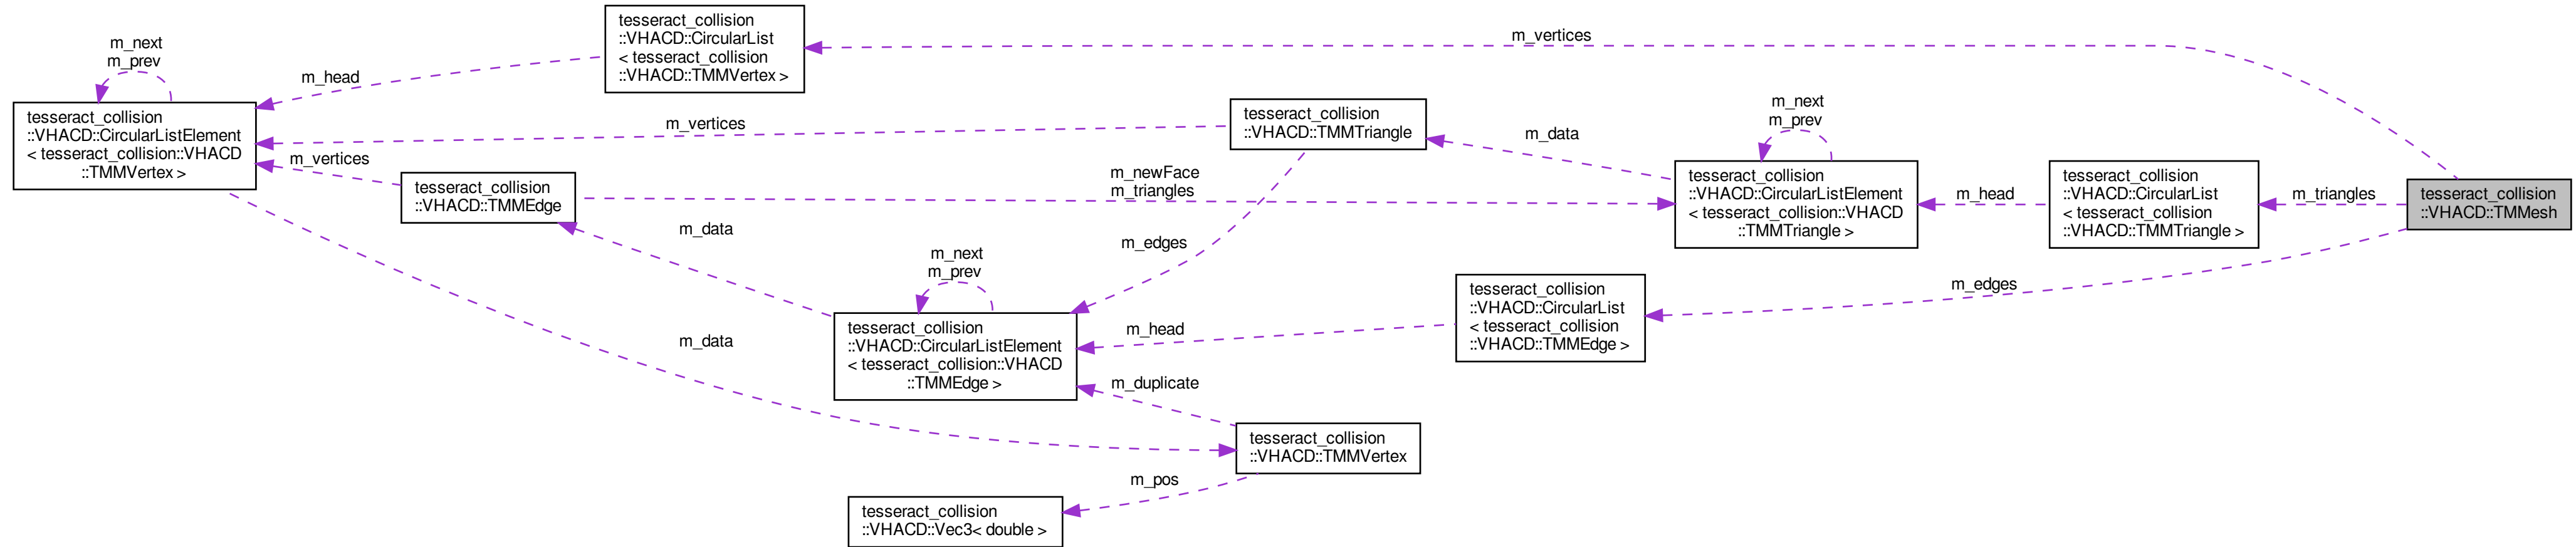 m_next
m_prev
tesseract_collision
::VHACD::CircularListElement
< tesseract_collision::VHACD
::TMMVertex >
m_head
tesseract_collision
::VHACD::CircularList
< tesseract_collision
::VHACD::TMMVertex >
m_vertices
m_vertices
m_vertices
tesseract_collision
::VHACD::TMMEdge
tesseract_collision
::VHACD::TMMTriangle
m_newFace
m_triangles
m_data
m_next
m_prev
tesseract_collision
::VHACD::CircularListElement
< tesseract_collision::VHACD
::TMMTriangle >
m_head
tesseract_collision
::VHACD::CircularList
< tesseract_collision
::VHACD::TMMTriangle >
m_triangles
tesseract_collision
::VHACD::TMMesh
m_data
m_edges
m_next
m_prev
tesseract_collision
::VHACD::CircularListElement
< tesseract_collision::VHACD
::TMMEdge >
m_head
tesseract_collision
::VHACD::CircularList
< tesseract_collision
::VHACD::TMMEdge >
m_edges
m_data
m_duplicate
tesseract_collision
::VHACD::TMMVertex
m_pos
tesseract_collision
::VHACD::Vec3< double >